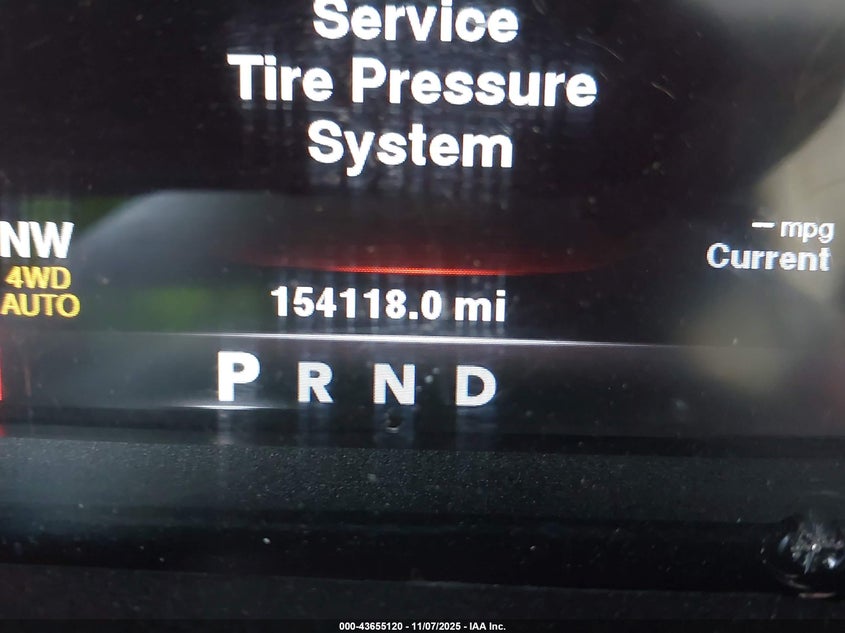 Service
Tire Pressure
System
NW
4WD
AUTO
-- mpg
Current
154118.0 mi
P R N D
000-43655120 - 11/07/2025 - IAA Inc.